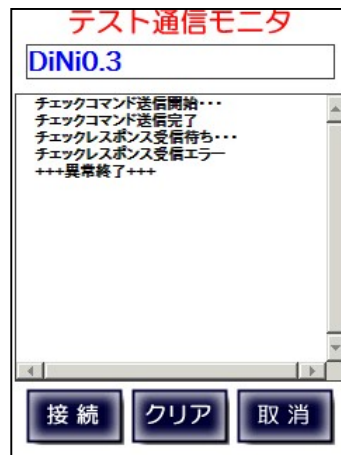 テスト通信モニタ
DiNi0.3
チェックコマンド送信開始･･･
チェックコマンド送信完了
チェックレスポンス受信待ち･･･
チェックレスポンス受信エラー
+++異常終了+++
接続
クリア
取消